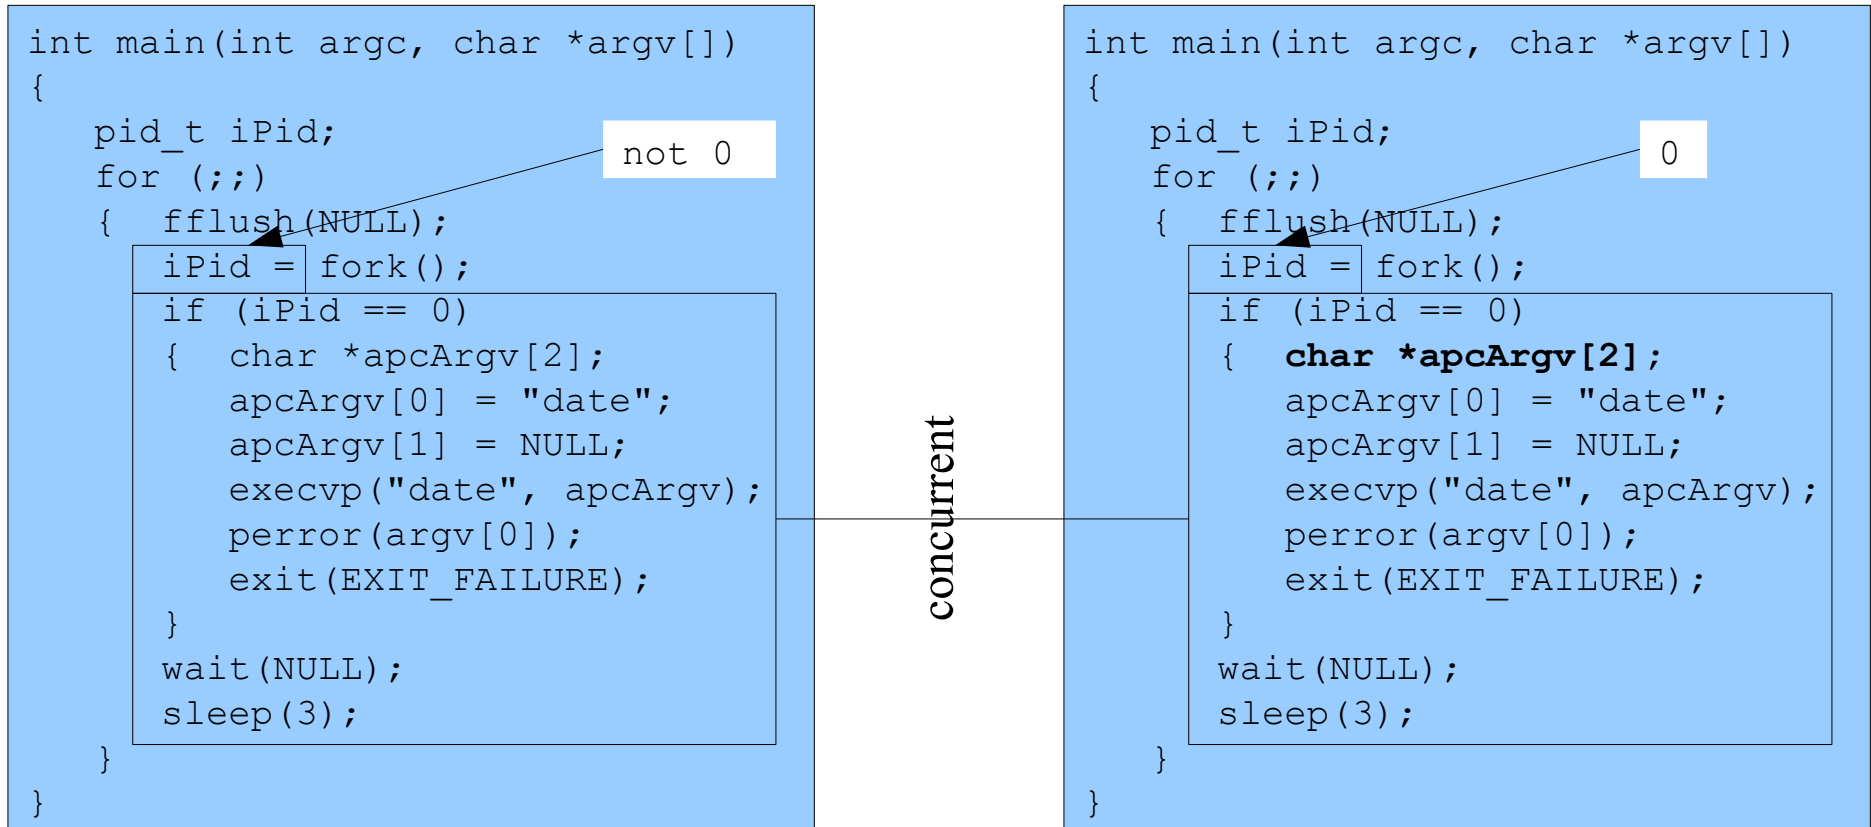 int main(int argc, char *argv[])
{
pid_t iPid;
not 0
for (;;)
{ fflush(NULL);
iPid = fork();
if (iPid == 0)
{ char *apcArgv[2];
apcArgv[0] = "date";
apcArgv[1] = NULL;
execvp("date", apcArgv);
perror(argv[0]);
exit(EXIT_FAILURE);
}
wait(NULL);
sleep(3);
}
}
concurrent
int main(int argc, char *argv[])
{
pid_t iPid;
0
for (;;)
{ fflush(NULL);
iPid = fork();
if (iPid == 0)
{ char *apcArgv[2];
apcArgv[0] = "date";
apcArgv[1] = NULL;
execvp("date", apcArgv);
perror(argv[0]);
exit(EXIT_FAILURE);
}
wait(NULL);
sleep(3);
}
}